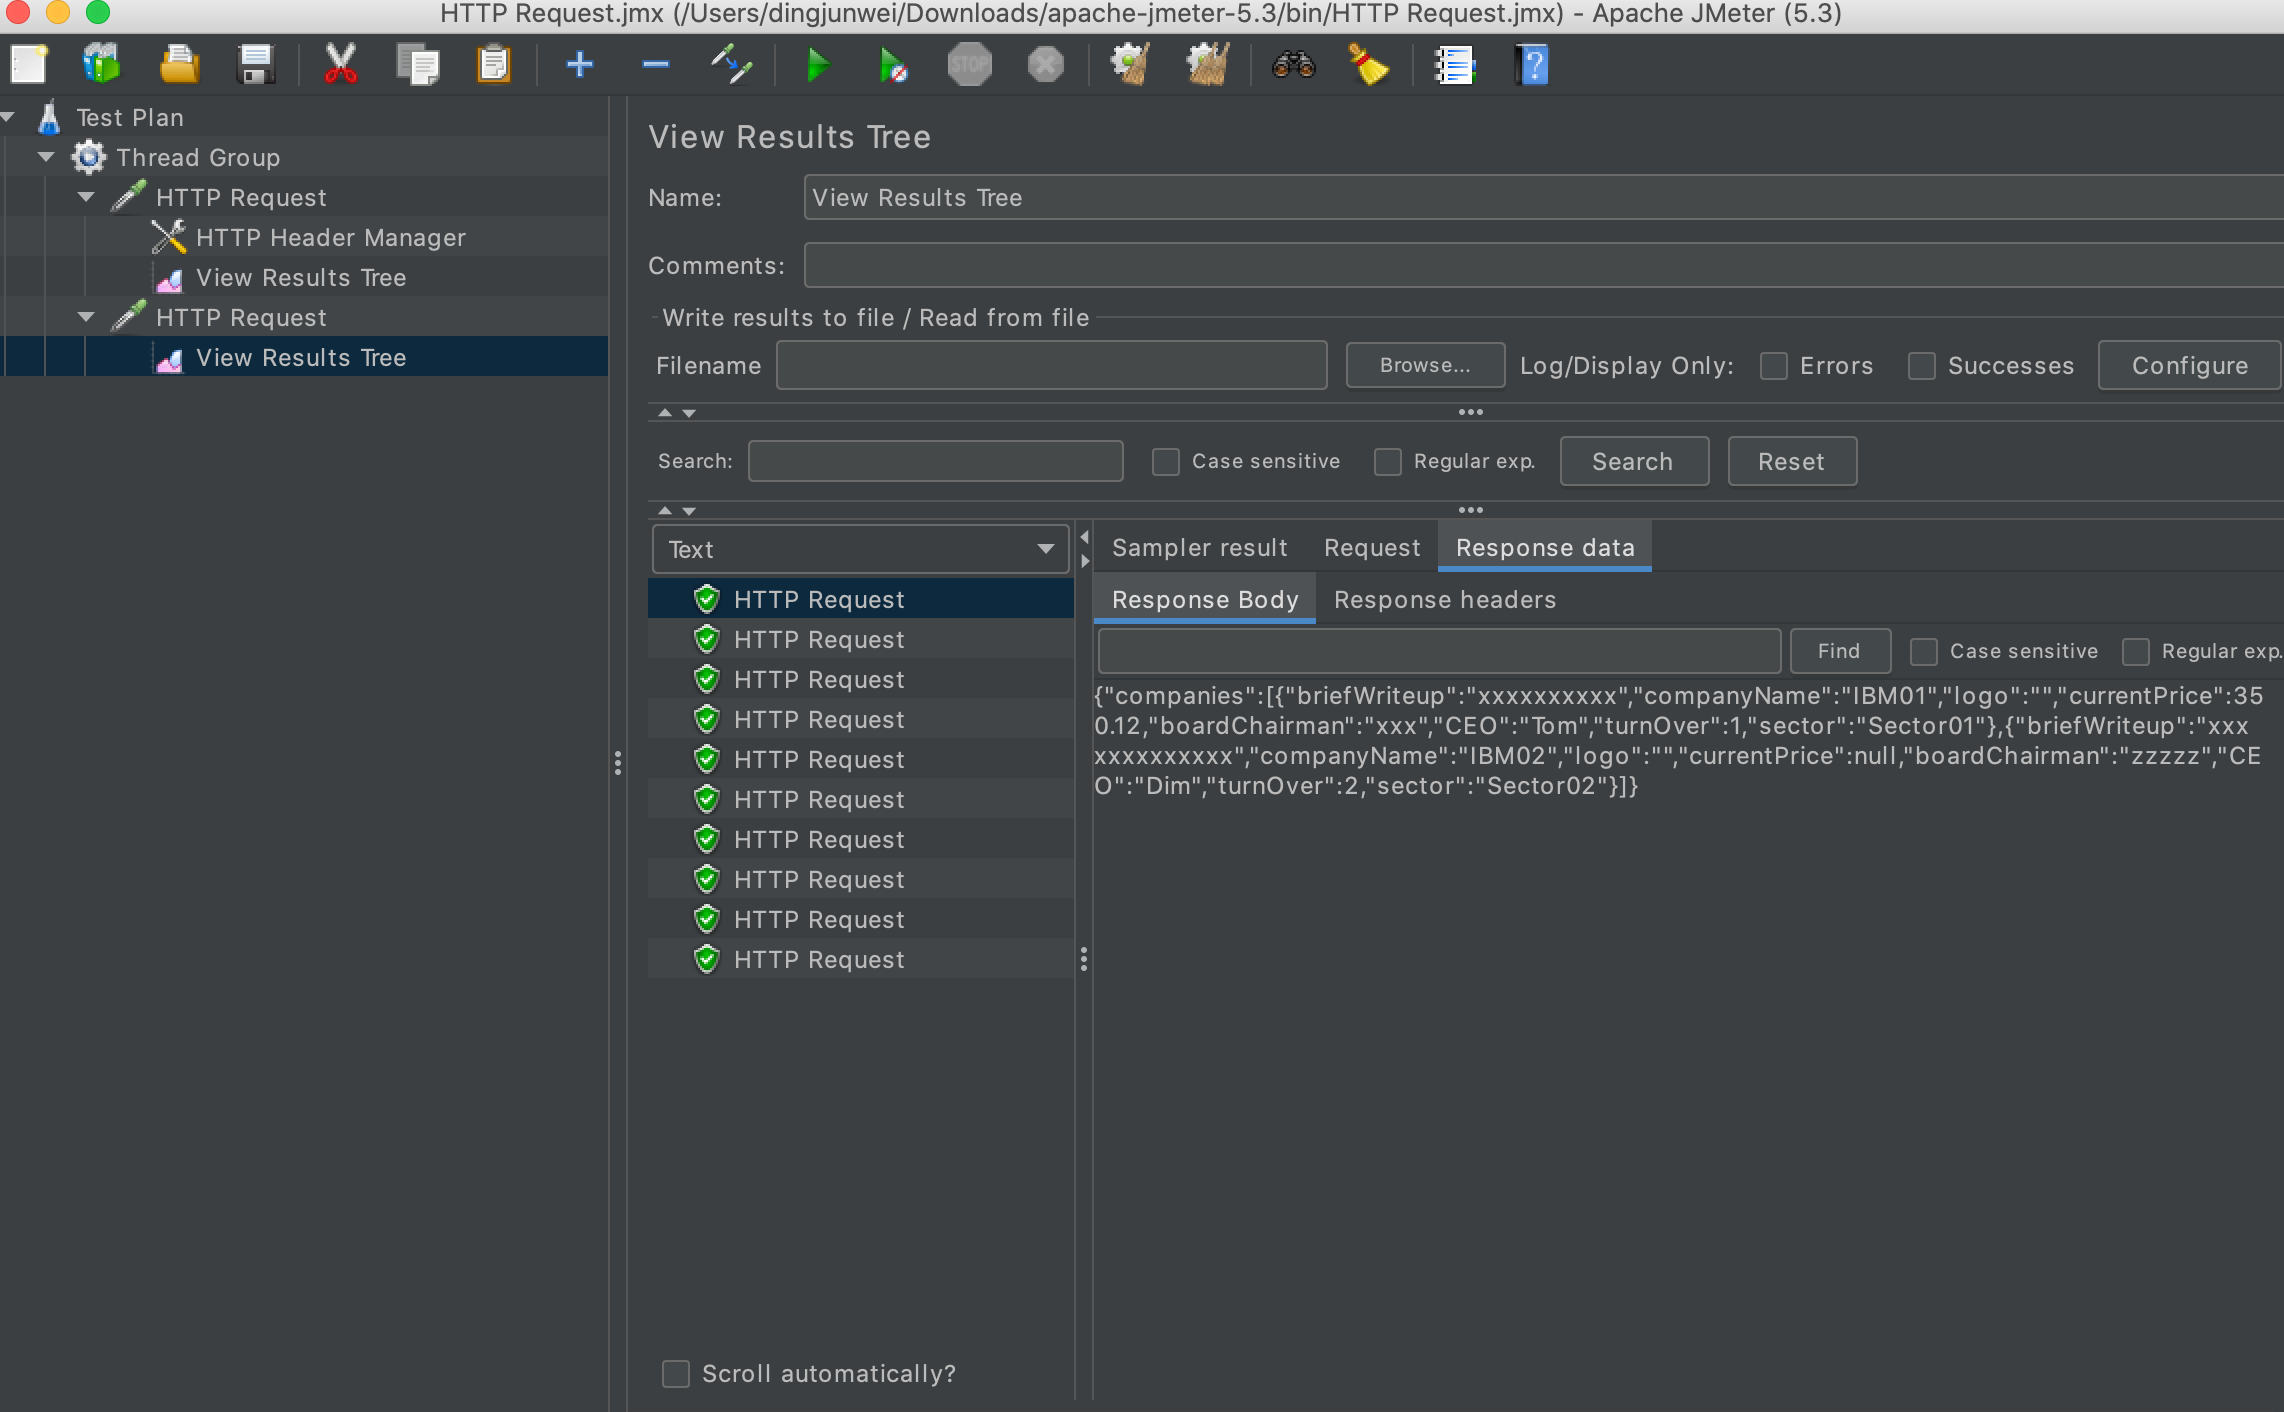 HTTP Request.jmx (/Users/dingjunwei/Downloads/apache-jmeter-5.3/bin/HTTP Request.jmx) - Apache JMeter (5.3)
STOP
Test Plan
Thread Group
HTTP Request
HTTP Header Manager
View Results Tree
HTTP Request
View Results Tree
View Results Tree
Name: View Results Tree
Comments:
Write results to file / Read from file
Filename Browse... Log/Display Only: Errors Successes Configure
Search: Case sensitive Regular exp. Search Reset
Text
HTTP Request
HTTP Request
HTTP Request
HTTP Request
HTTP Request
HTTP Request
HTTP Request
HTTP Request
HTTP Request
HTTP Request
Scroll automatically?
Sampler result Request Response data
Response Body Response headers
Find Case sensitive Regular exp.
{"companies":[{"briefWriteup":"xxxxxxxxxx","companyName":"IBM01","logo":"","currentPrice":35
0.12,"boardChairman":"xxx","CEO":"Tom","turnOver":1,"sector":"Sector01"},{"briefWriteup":"xxx
xxxxxxxxxx","companyName":"IBM02","logo":"","currentPrice":null,"boardChairman":"zzzzz","CE
O":"Dim","turnOver":2,"sector":"Sector02"}]}